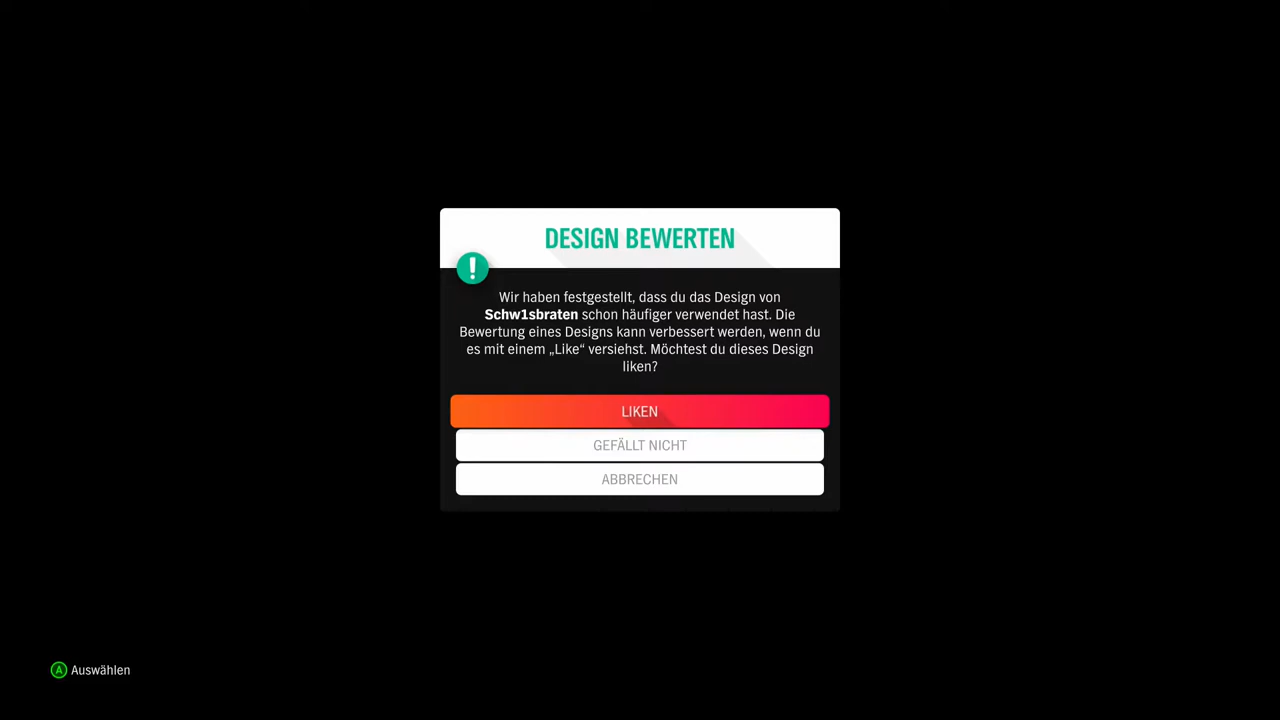 DESIGN BEWERTEN
!
Wir haben festgestellt, dass du das Design von
Schw1sbraten schon häufiger verwendet hast. Die
Bewertung eines Designs kann verbessert werden, wenn du
es mit einem „Like“ versiehst. Möchtest du dieses Design
liken?
LIKEN
GEFÄLLT NICHT
ABBRECHEN
A Auswählen